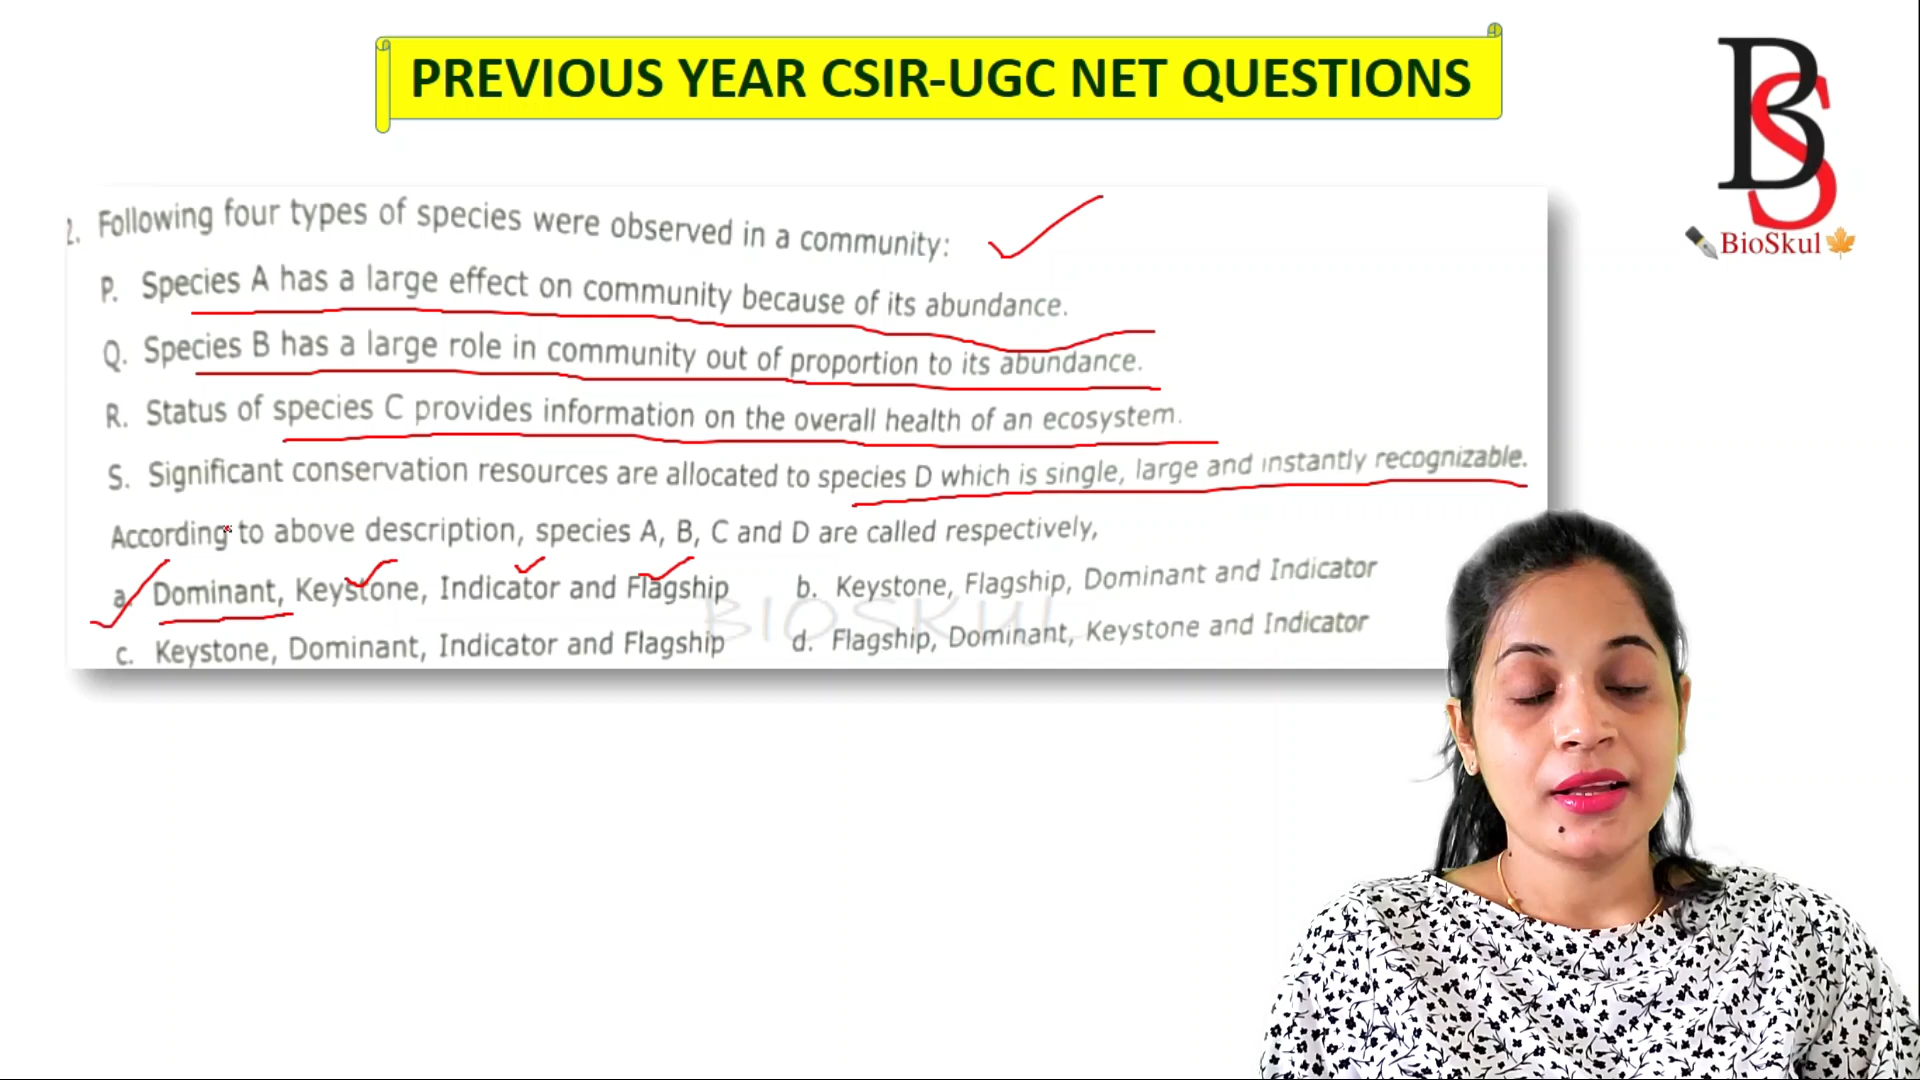 PREVIOUS YEAR CSIR-UGC NET QUESTIONS
BS
BioSkul
2. Following four types of species were observed in a community:
P. Species A has a large effect on community because of its abundance.
Q. Species B has a large role in community out of proportion to its abundance.
R. Status of species C provides information on the overall health of an ecosystem.
S. Significant conservation resources are allocated to species D which is single, large and instantly recognizable.
According to above description, species A, B, C and D are called respectively,
a. Dominant, Keystone, Indicator and Flagship
b. Keystone, Flagship, Dominant and Indicator
c. Keystone, Dominant, Indicator and Flagship
d. Flagship, Dominant, Keystone and Indicator
BIOSKUL